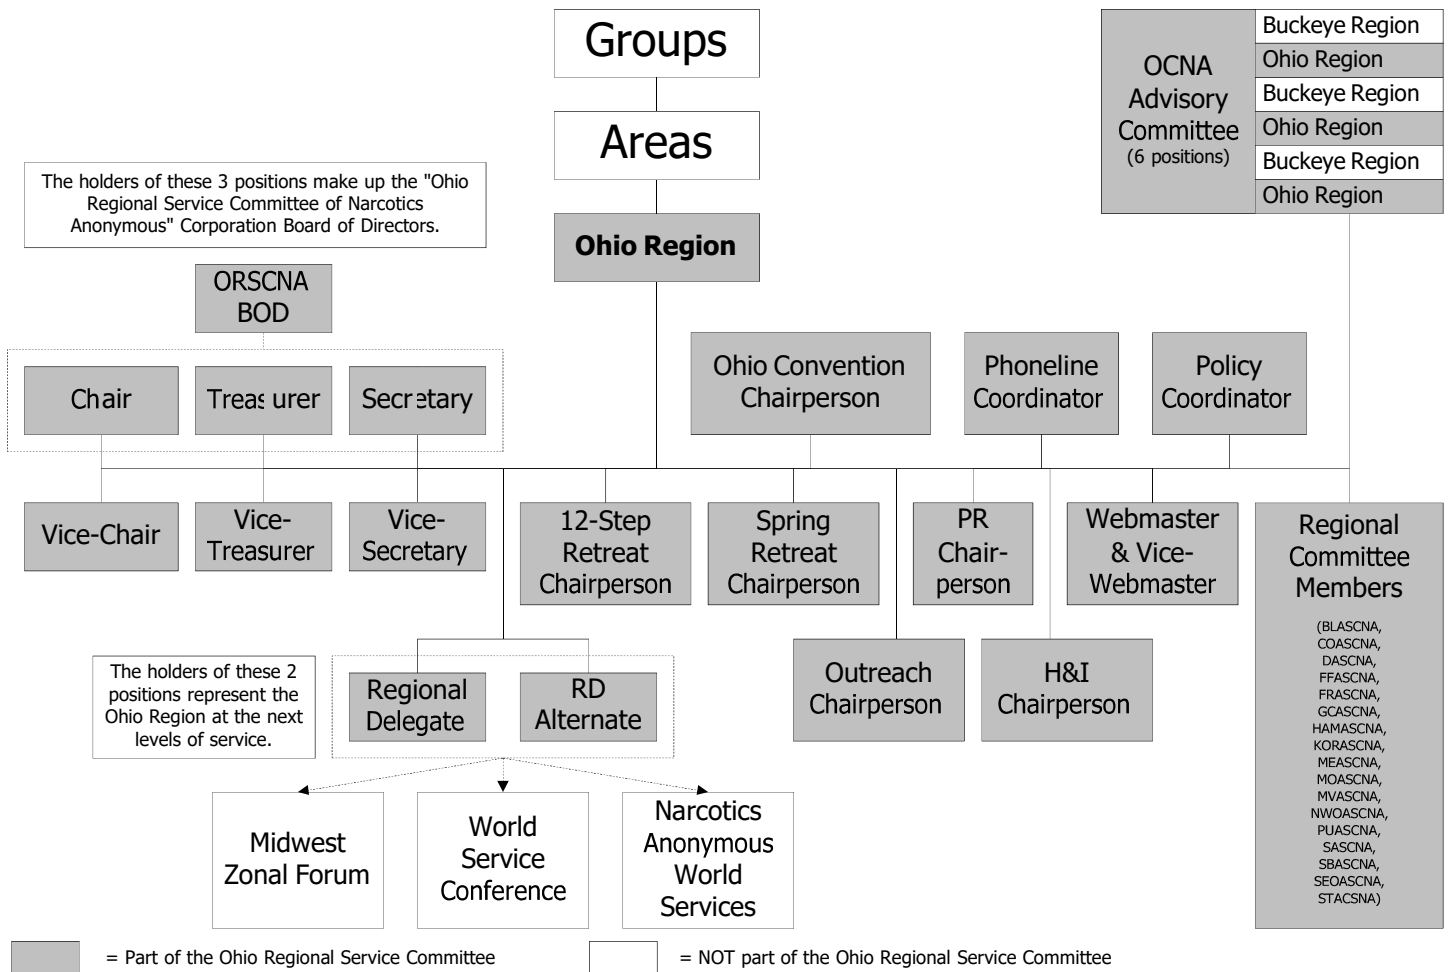 Groups
Areas
Ohio Region
OCNA
Advisory
Committee
(6 positions)
Buckeye Region
Ohio Region
Buckeye Region
Ohio Region
Buckeye Region
Ohio Region
The holders of these 3 positions make up the "Ohio
Regional Service Committee of Narcotics
Anonymous" Corporation Board of Directors.
ORSCNA
BOD
Chair
Treasurer
Secretary
Ohio Convention
Chairperson
Phoneline
Coordinator
Policy
Coordinator
Vice-Chair
Vice-
Treasurer
Vice-
Secretary
12-Step
Retreat
Chairperson
Spring
Retreat
Chairperson
PR
Chair-
person
Webmaster
& Vice-
Webmaster
Regional
Committee
Members
(BLASCNA,
COASCNA,
DASCNA,
FFASCNA,
FRASCNA,
GCASCNA,
HAMASCNA,
KORASCNA,
MEASCNA,
MOASCNA,
MVASCNA,
NWOASCNA,
PUASCNA,
SASCNA,
SBASCNA,
SEOASCNA,
STACSNA)
The holders of these 2
positions represent the
Ohio Region at the next
levels of service.
Regional
Delegate
RD
Alternate
Outreach
Chairperson
H&I
Chairperson
Midwest
Zonal Forum
World
Service
Conference
Narcotics
Anonymous
World
Services
= Part of the Ohio Regional Service Committee
= NOT part of the Ohio Regional Service Committee